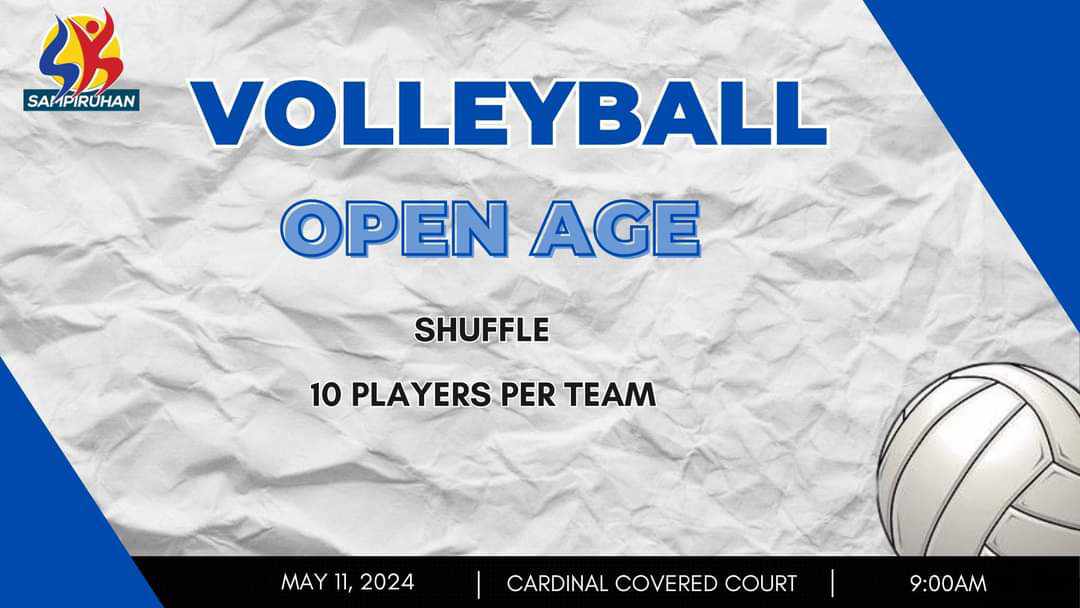 SAMPIRUHAN
VOLLEYBALL
OPEN AGE
SHUFFLE
10 PLAYERS PER TEAM
MAY 11, 2024 | CARDINAL COVERED COURT | 9:00AM